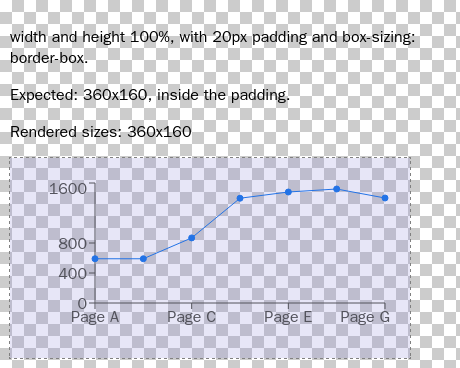 width and height 100%, with 20px padding and box-sizing:
border-box.
Expected: 360x160, inside the padding.
Rendered sizes: 360x160
1600
800
400
0
Page A Page C Page E Page G